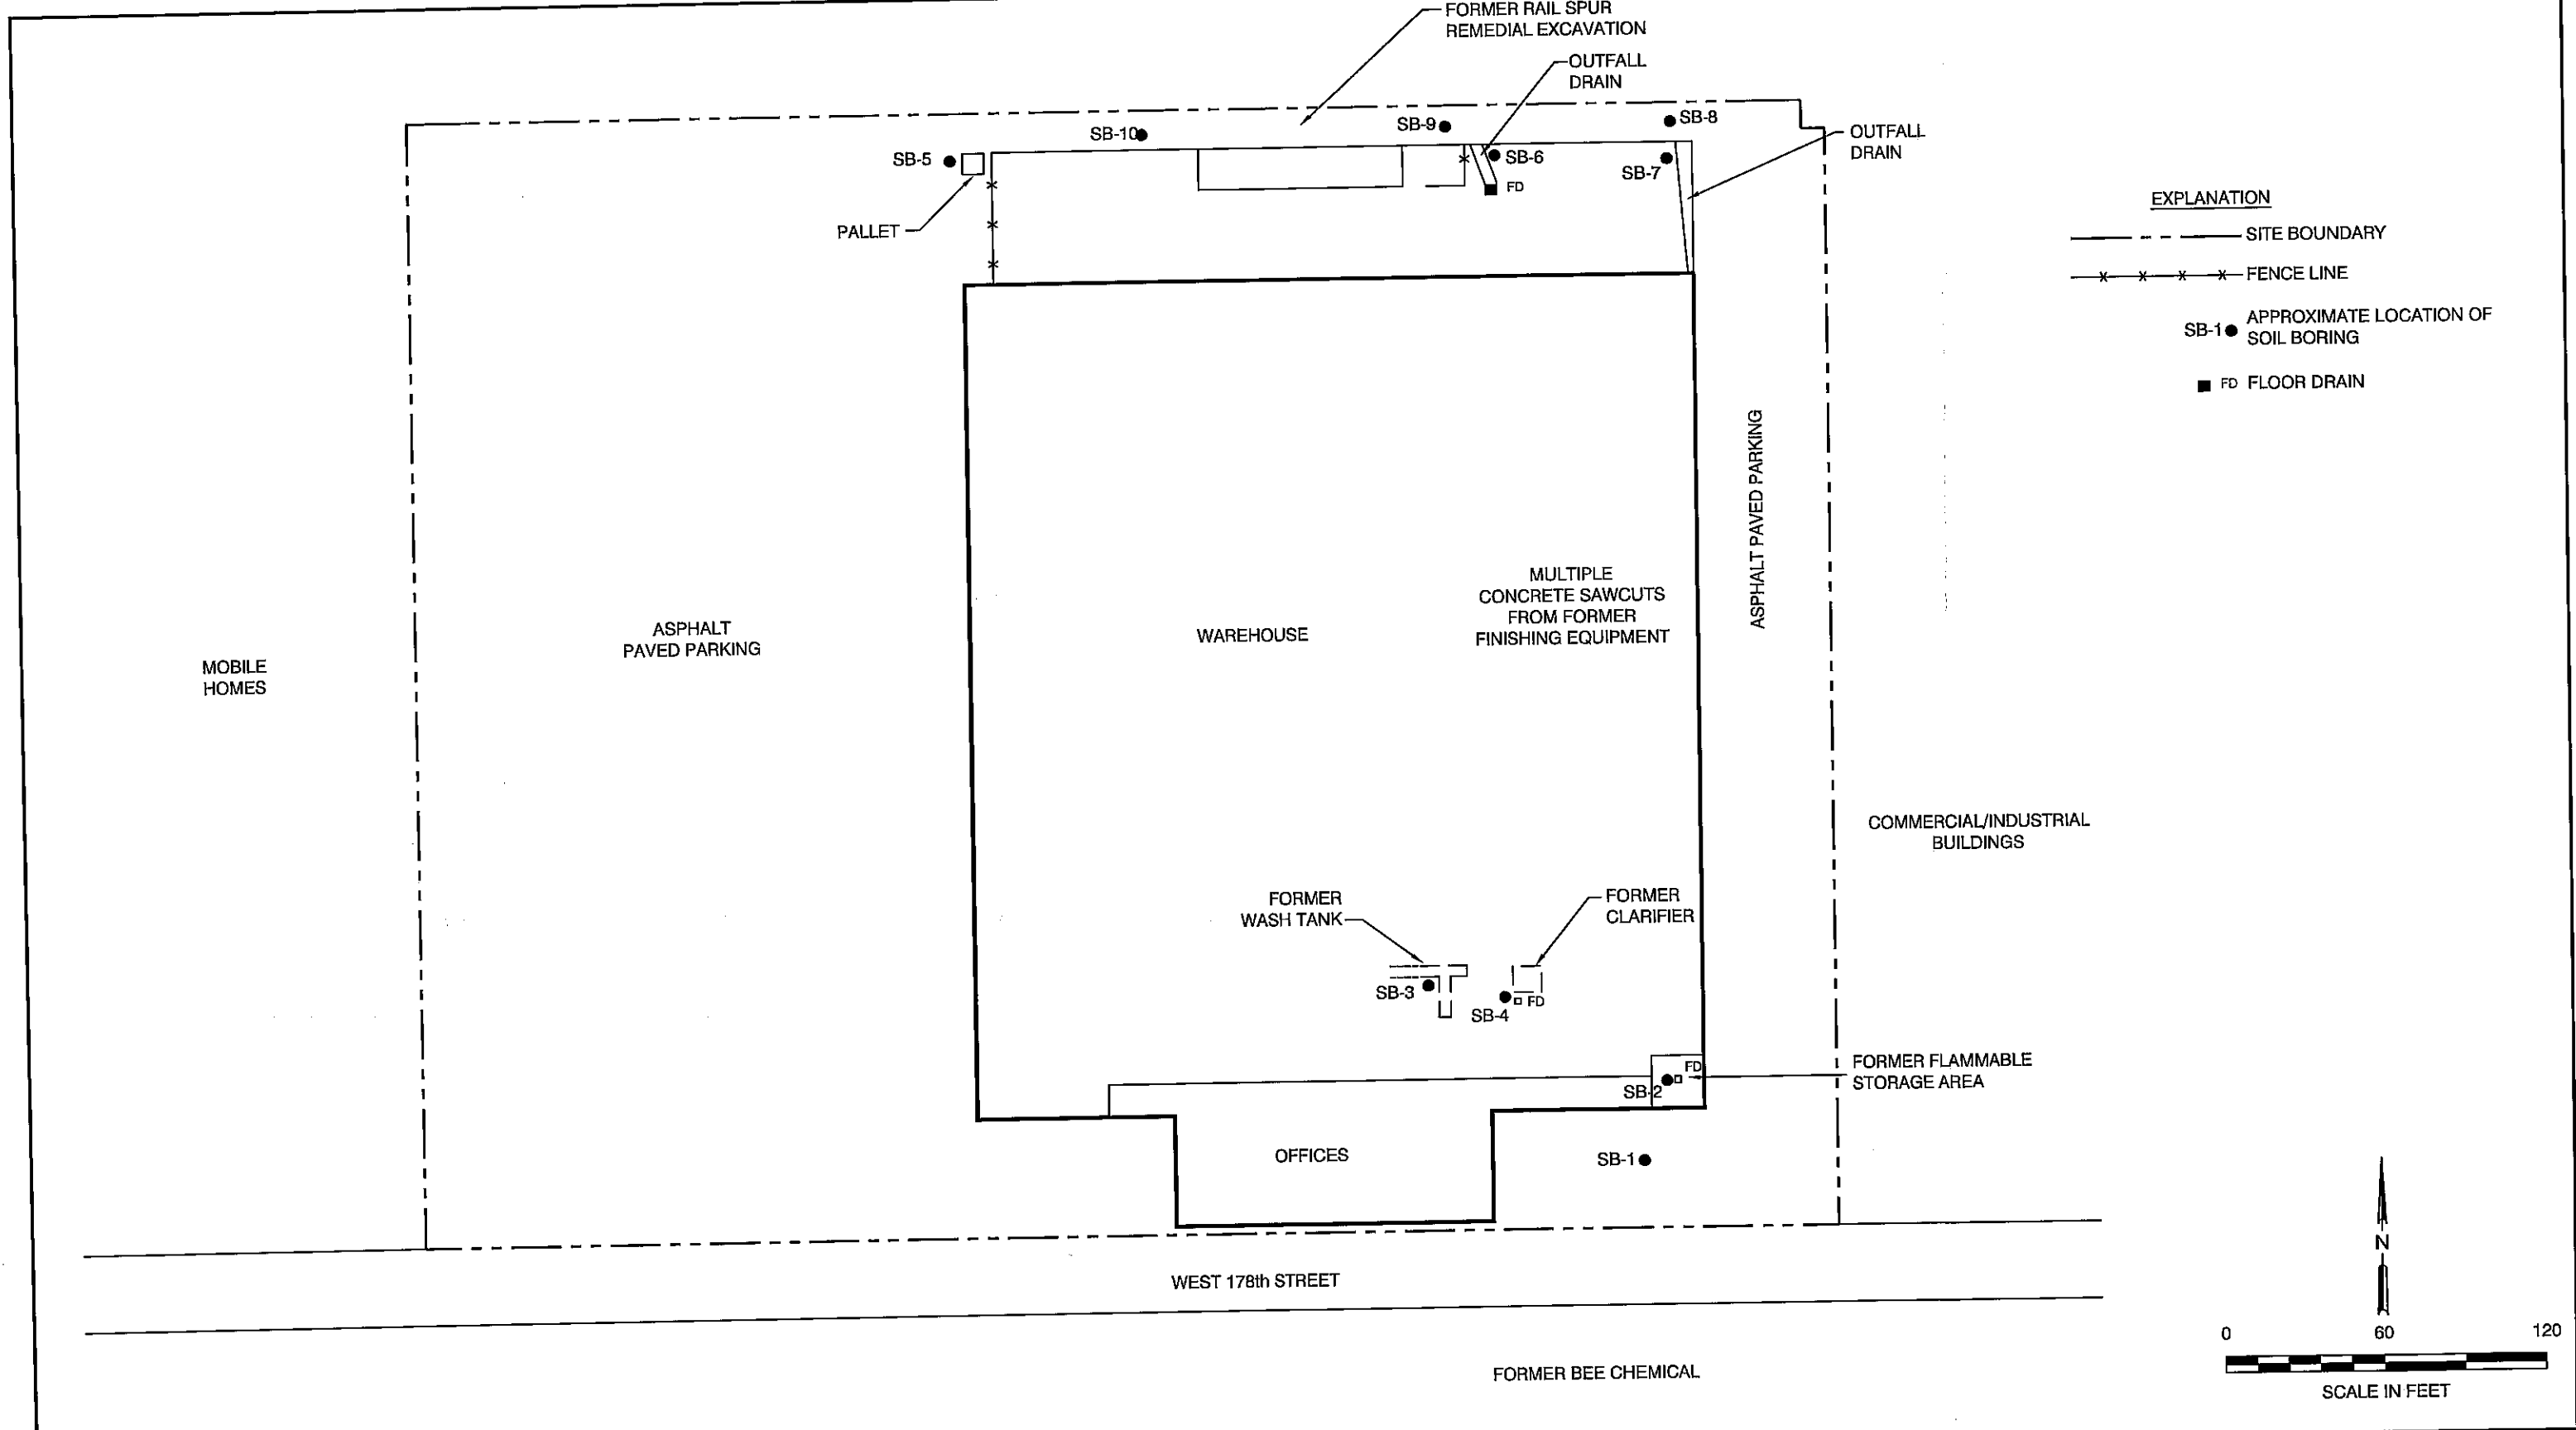 FORMER RAIL SPUR
REMEDIAL EXCAVATION
OUTFALL
DRAIN
SB-10
SB-9
SB-8
OUTFALL
DRAIN
SB-5
SB-6
SB-7
FD
PALLET
EXPLANATION
SITE BOUNDARY
FENCE LINE
SB-1
APPROXIMATE LOCATION OF
SOIL BORING
FD FLOOR DRAIN
ASPHALT PAVED PARKING
MULTIPLE
CONCRETE SAWCUTS
FROM FORMER
FINISHING EQUIPMENT
WAREHOUSE
ASPHALT
PAVED PARKING
MOBILE
HOMES
COMMERCIAL/INDUSTRIAL
BUILDINGS
FORMER
WASH TANK
FORMER
CLARIFIER
SB-3
SB-4
FD
FD
SB-2
FORMER FLAMMABLE
STORAGE AREA
OFFICES
SB-1
WEST 178th STREET
FORMER BEE CHEMICAL
N
0 60 120
SCALE IN FEET